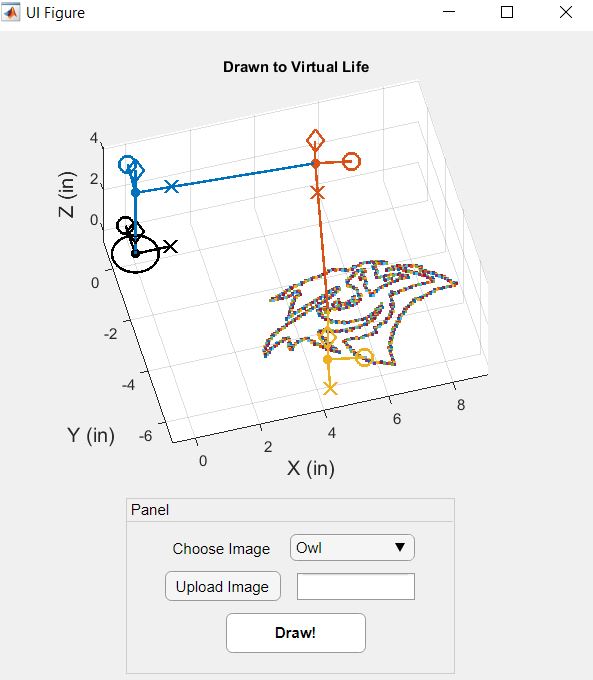 UI Figure
Drawn to Virtual Life
4
2
0
Z (in)
0
-2
-4
-6
Y (in)
0
2
4
6
8
X (in)
Panel
Choose Image
Owl
Upload Image
Draw!